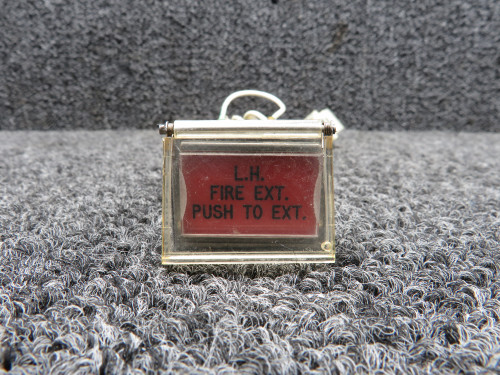 L.H.
FIRE EXT.
PUSH TO EXT.